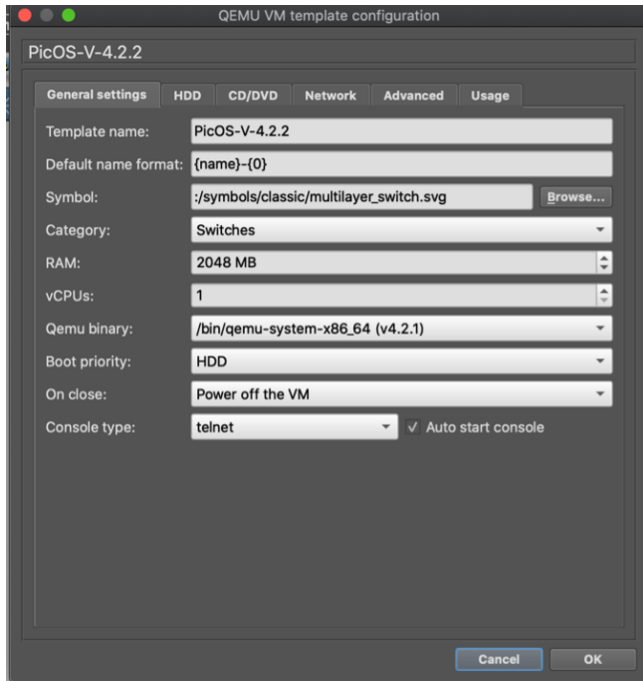 QEMU VM template configuration
PicOS-V-4.2.2
General settings HDD CD/DVD Network Advanced Usage
Template name: PicOS-V-4.2.2
Default name format: {name}-{0}
Symbol: :/symbols/classic/multilayer_switch.svg Browse...
Category: Switches
RAM: 2048 MB
vCPUs: 1
Qemu binary: /bin/qemu-system-x86_64 (v4.2.1)
Boot priority: HDD
On close: Power off the VM
Console type: telnet Auto start console
Cancel OK